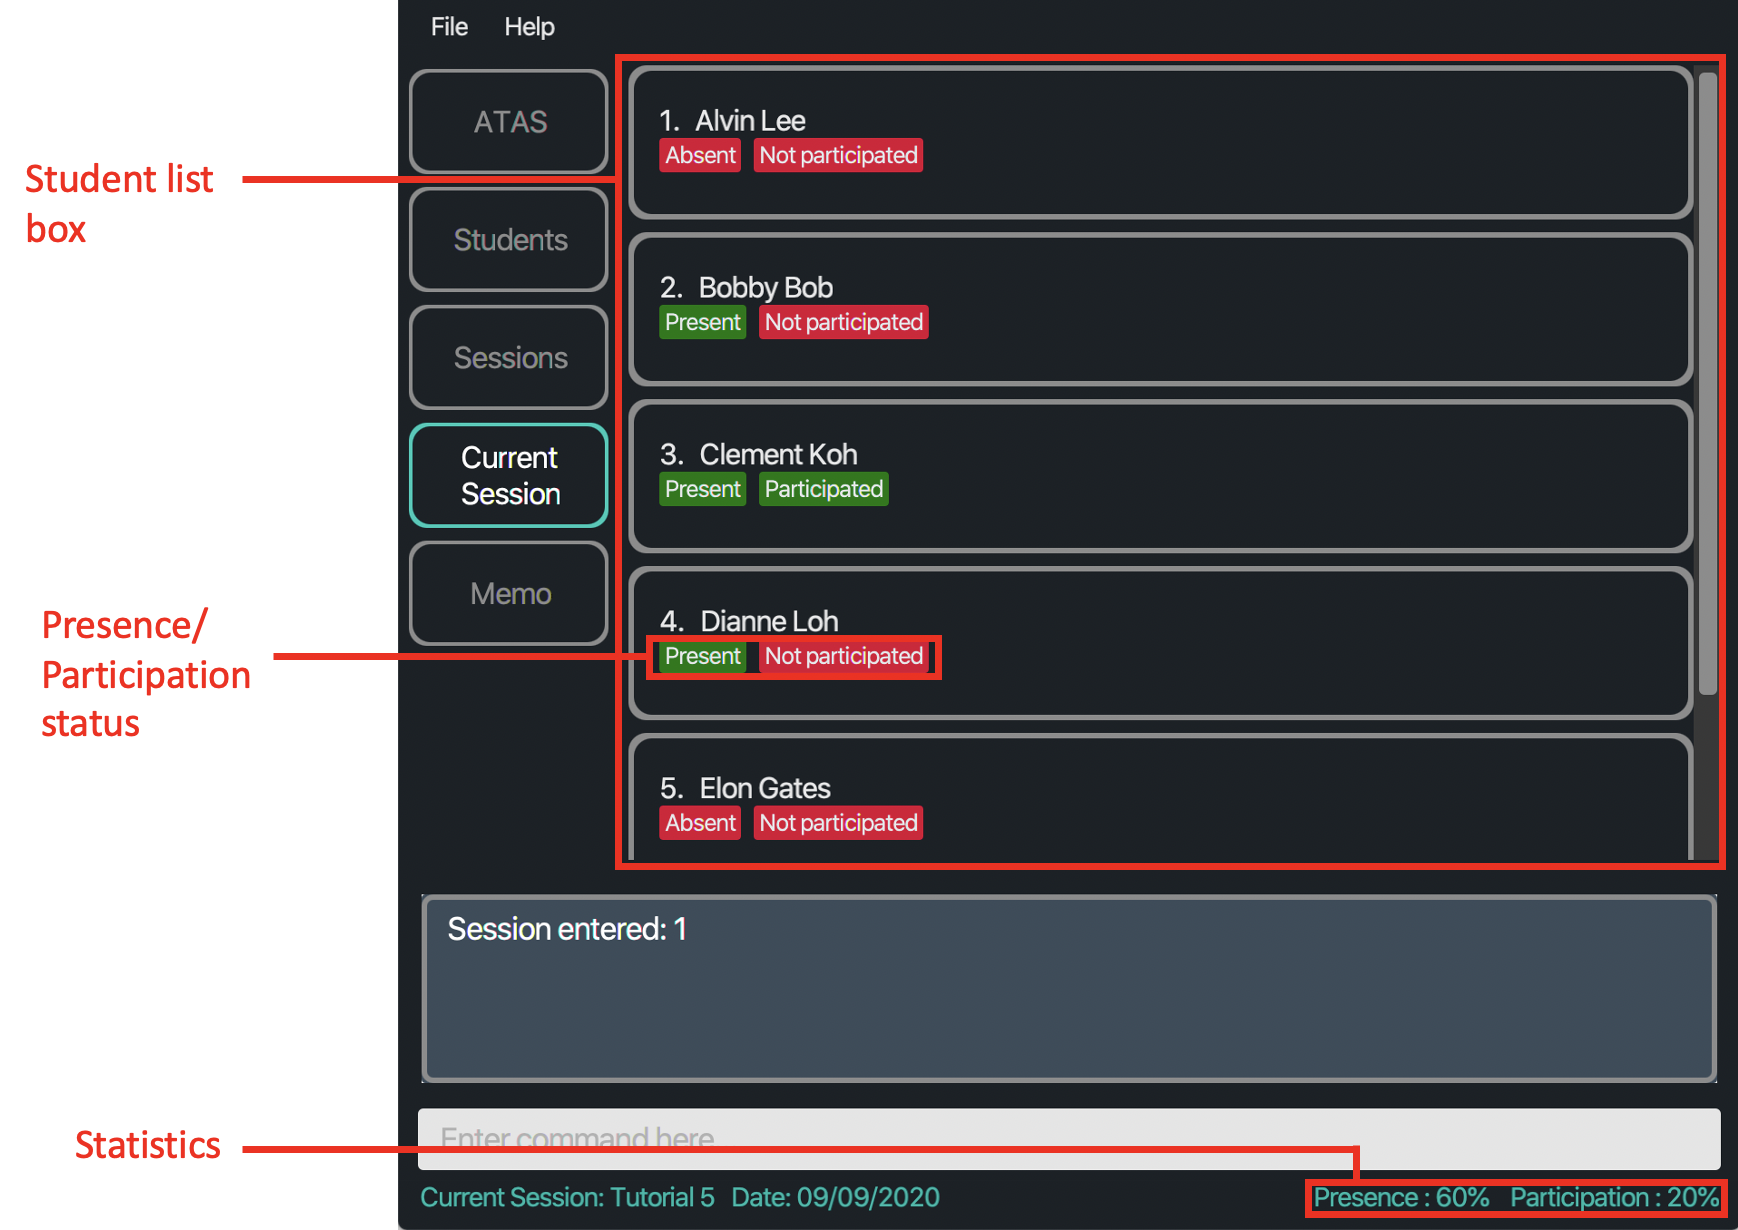 File Help
ATAS
Students
Sessions
Current
Session
Memo
Student list
box
Presence/
Participation
status
Statistics
1. Alvin Lee
Absent Not participated
2. Bobby Bob
Present Not participated
3. Clement Koh
Present Participated
4. Dianne Loh
Present Not participated
5. Elon Gates
Absent Not participated
Session entered: 1
Enter command here
Current Session: Tutorial 5 Date: 09/09/2020 Presence : 60% Participation : 20%